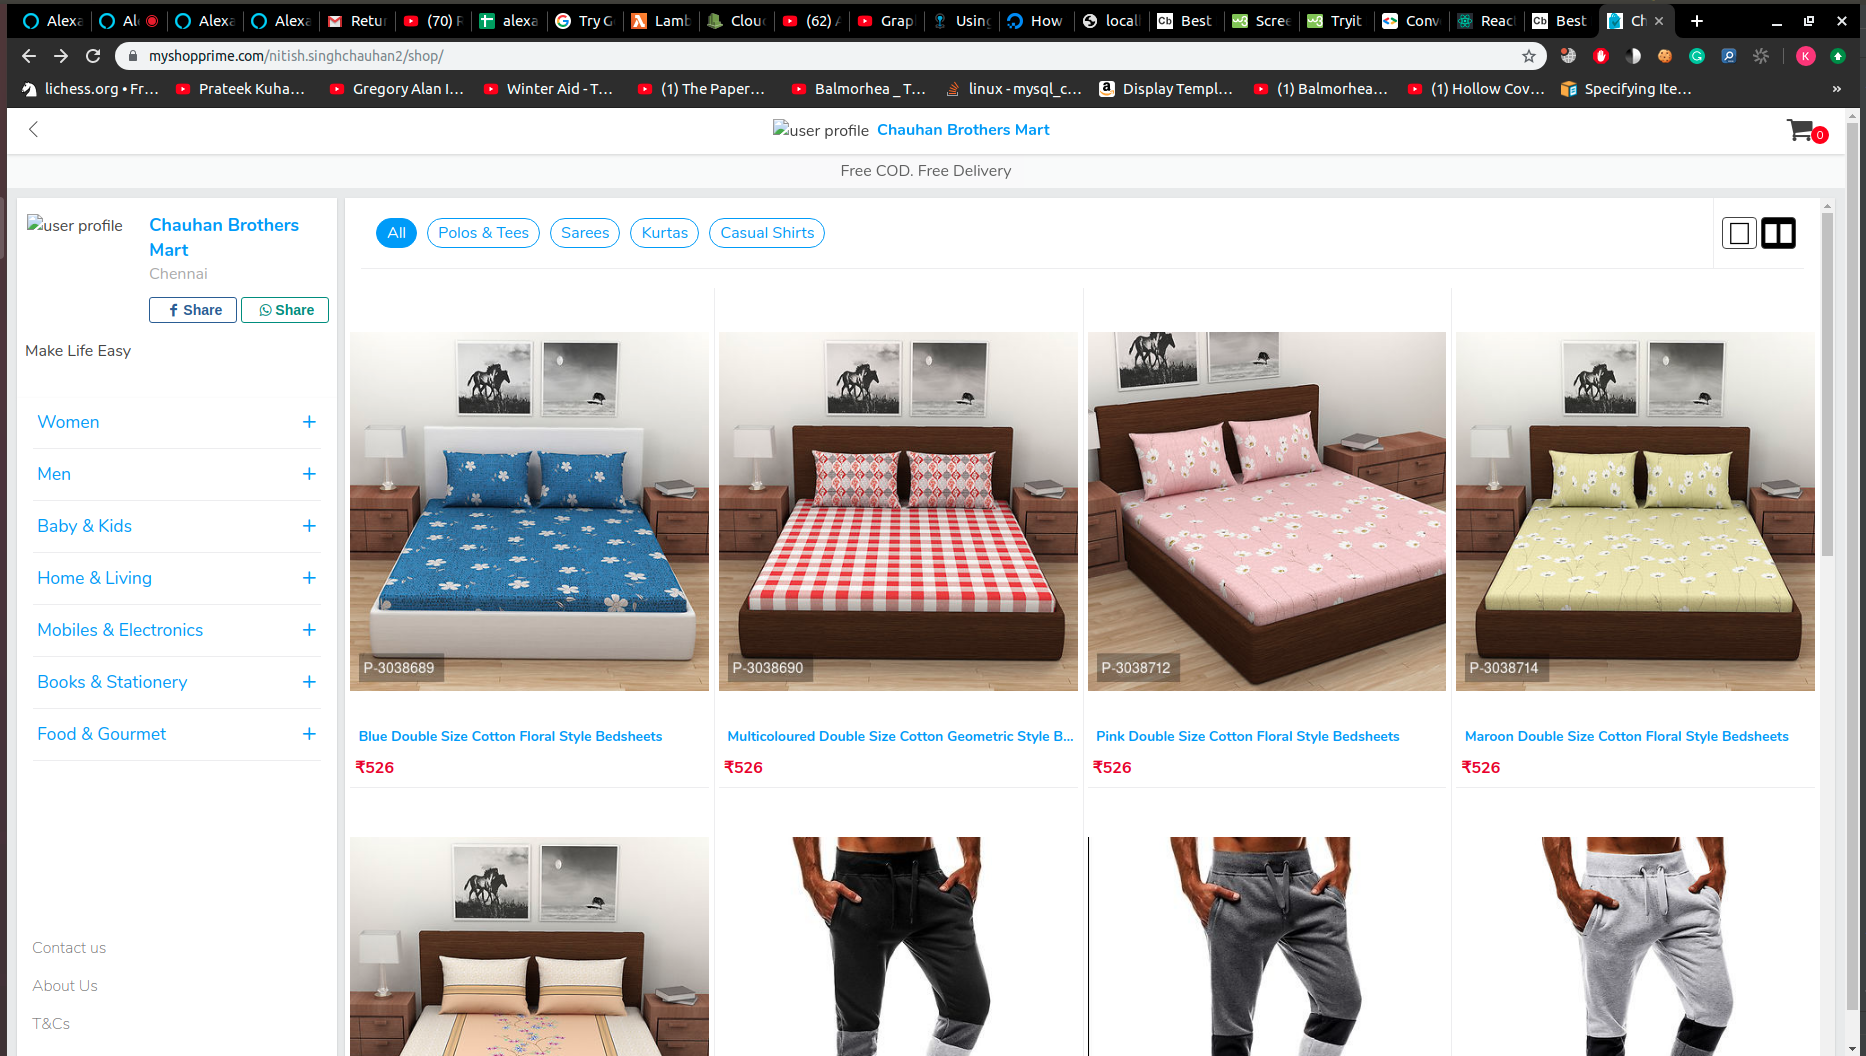 Alexa
Al
Alexa
Alexa
Retur
(70) F
alexa
Try G
Lamb
Cloud
(62) A
Grap
Using
How
locall
Best
Scree
Tryit
Conv
React
Best
Ch
myshopprime.com/nitish.singhchauhan2/shop/
K
lichess.org • Fr...
Prateek Kuha...
Gregory Alan I...
Winter Aid - T...
(1) The Paper...
Balmorhea _ T...
linux - mysql_c...
Display Templ...
(1) Balmorhea...
(1) Hollow Cov...
Specifying Ite...
»
user profile Chauhan Brothers Mart
0
Free COD. Free Delivery
user profile
Chauhan Brothers
Mart
Chennai
Share
Share
Make Life Easy
Women +
Men +
Baby & Kids +
Home & Living +
Mobiles & Electronics +
Books & Stationery +
Food & Gourmet +
Contact us
About Us
T&Cs
All
Polos & Tees
Sarees
Kurtas
Casual Shirts
P-3038689
P-3038690
P-3038712
P-3038714
Blue Double Size Cotton Floral Style Bedsheets
₹526
Multicoloured Double Size Cotton Geometric Style B...
₹526
Pink Double Size Cotton Floral Style Bedsheets
₹526
Maroon Double Size Cotton Floral Style Bedsheets
₹526